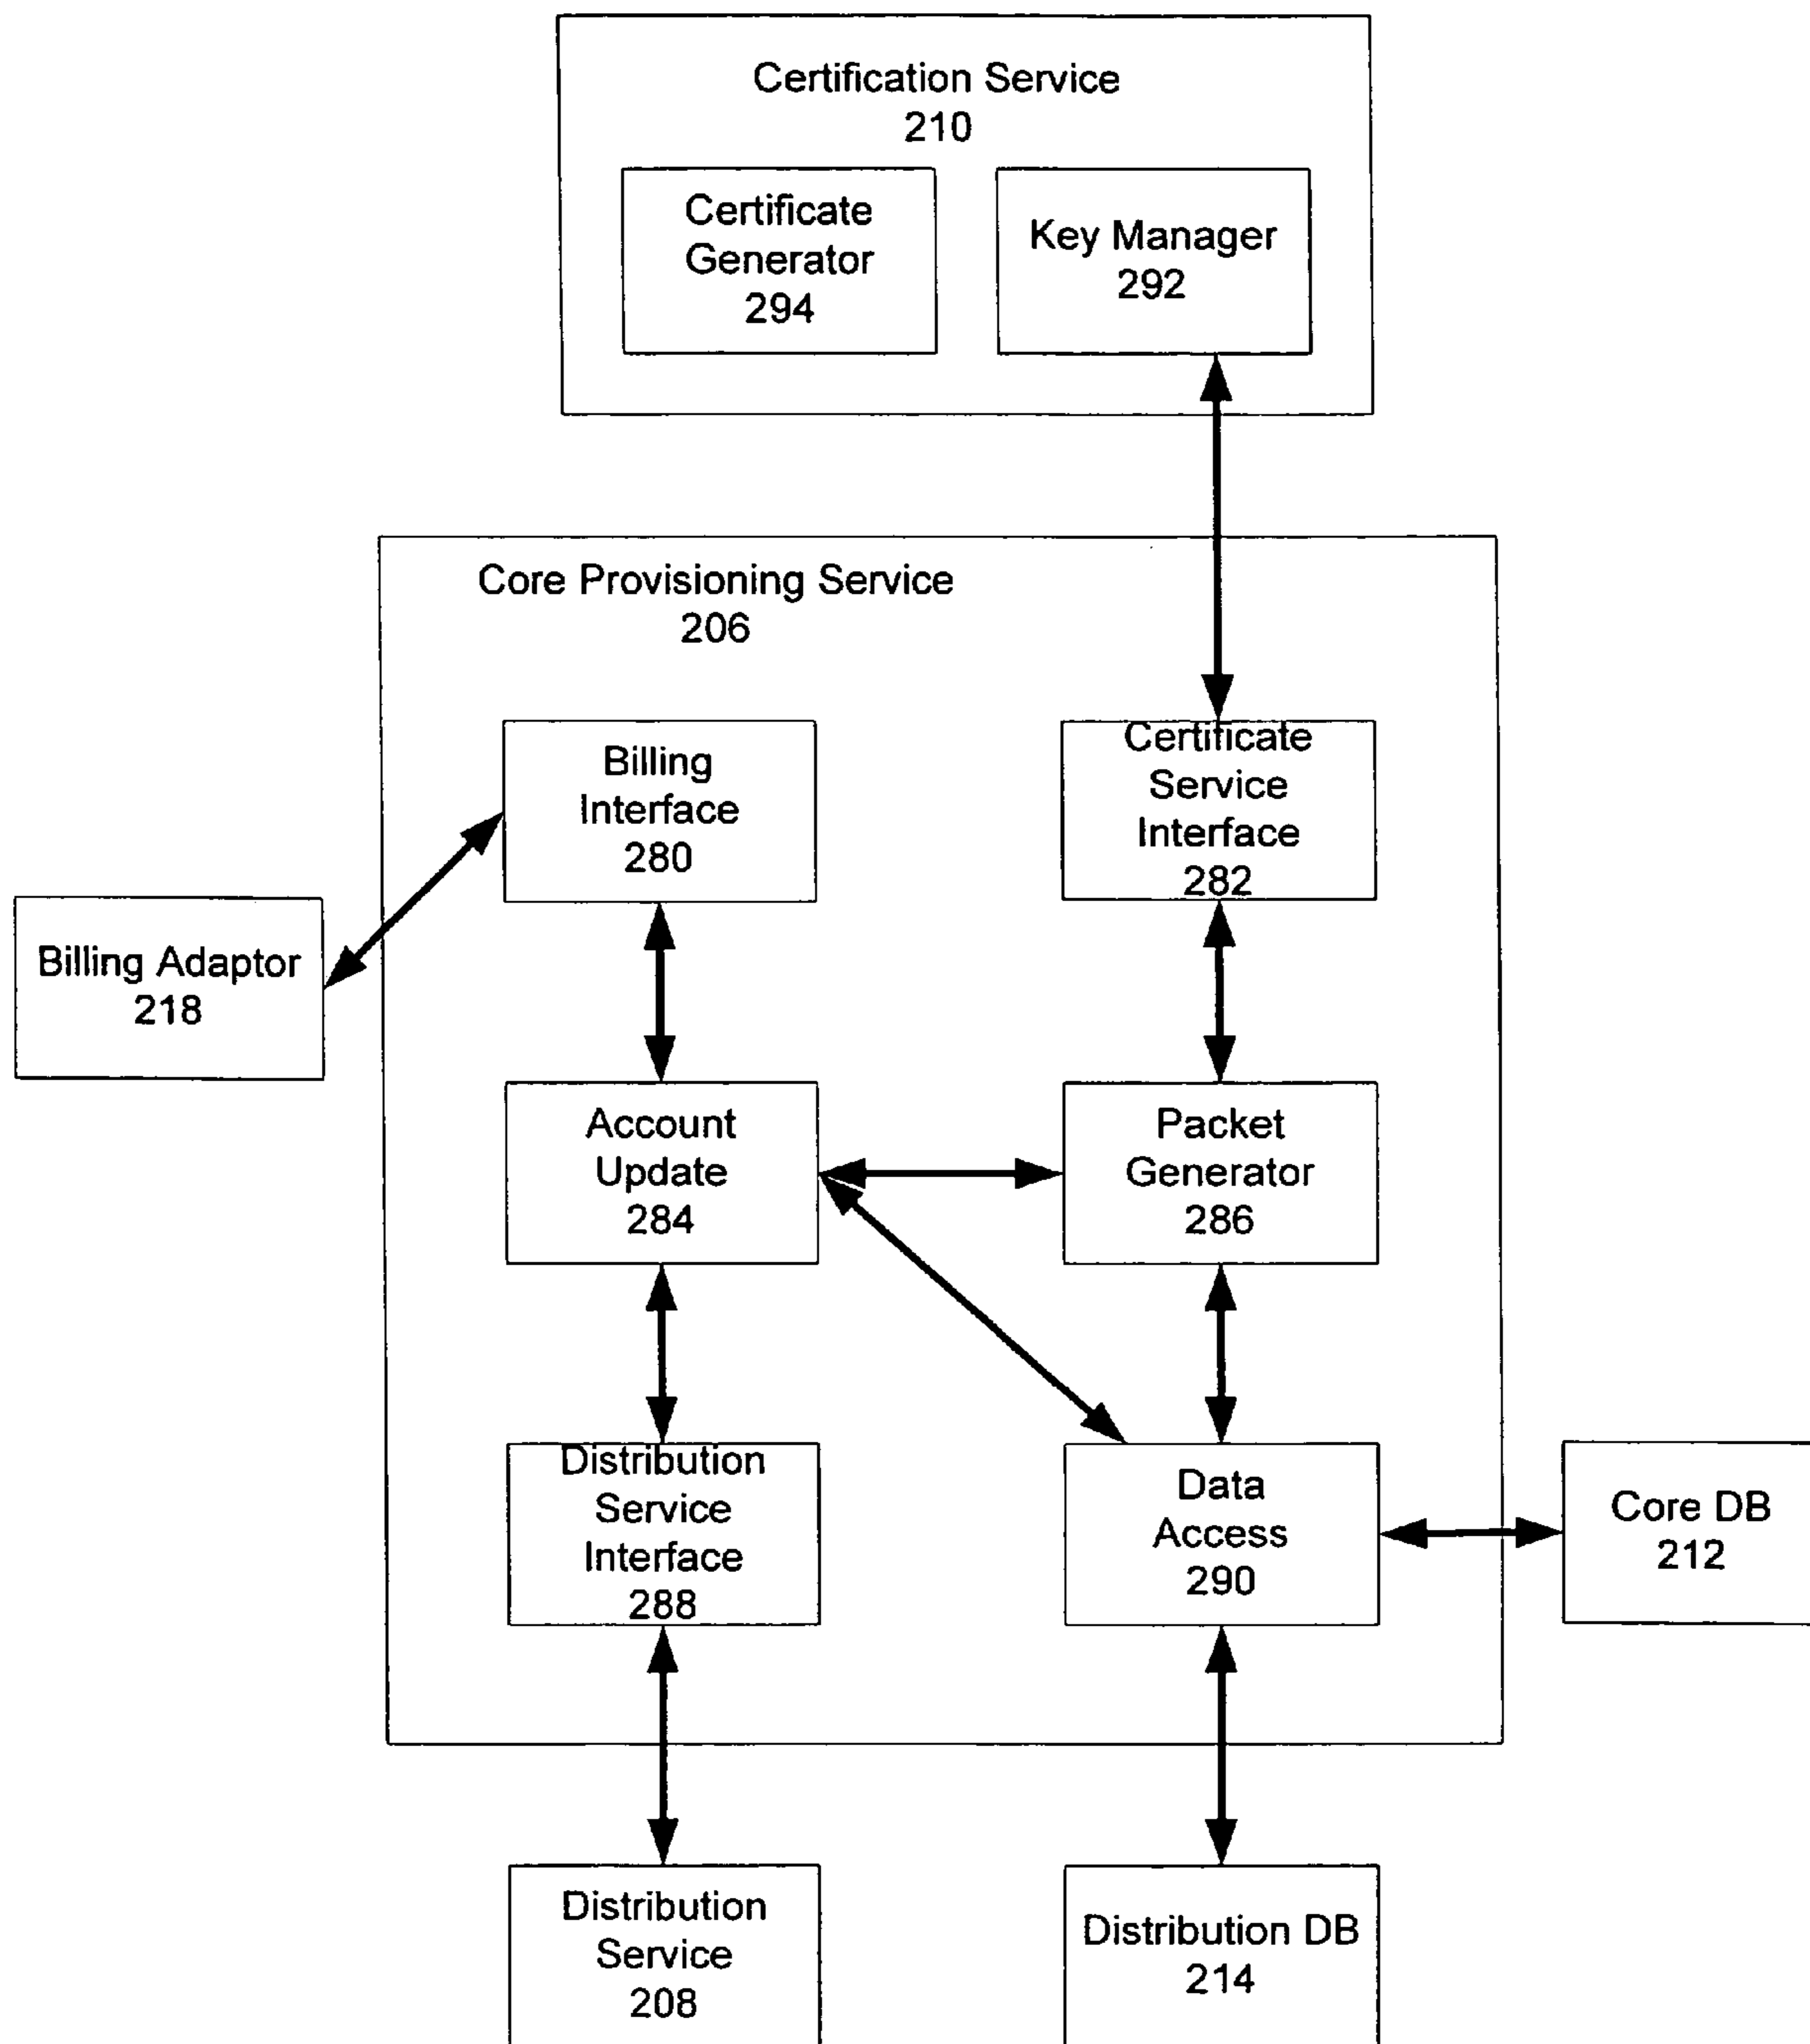 Certification Service
210
Certificate
Generator
294
Key Manager
292
Core Provisioning Service
206
Billing
Interface
280
Certificate
Service
Interface
282
Billing Adaptor
218
Account
Update
284
Packet
Generator
286
Distribution
Service
Interface
288
Data
Access
290
Core DB
212
Distribution
Service
208
Distribution DB
214